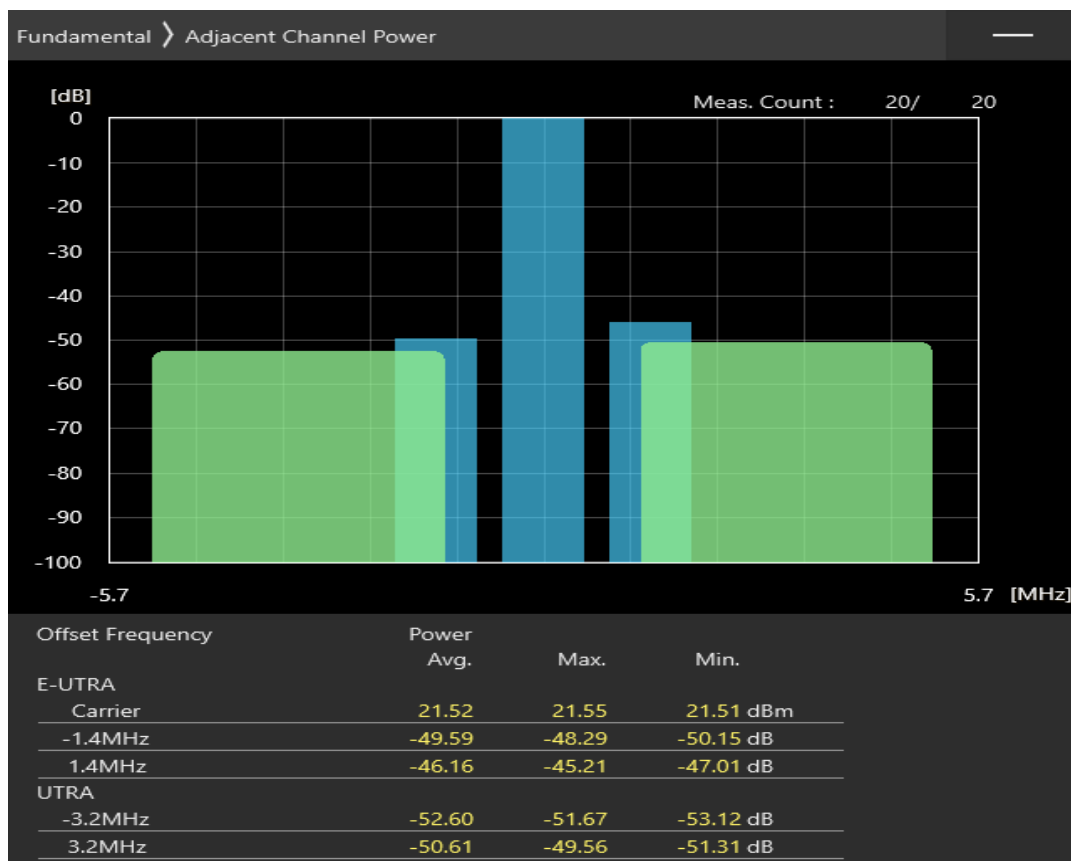 Fundamental 〉 Adjacent Channel Power
[dB]
Meas. Count : 20/ 20
0
-10
-20
-30
-40
-50
-60
-70
-80
-90
-100
-5.7 5.7 [MHz]
Offset Frequency Power
Avg. Max. Min.
E-UTRA
Carrier 21.52 21.55 21.51 dBm
-1.4MHz -49.59 -48.29 -50.15 dB
1.4MHz -46.16 -45.21 -47.01 dB
UTRA
-3.2MHz -52.60 -51.67 -53.12 dB
3.2MHz -50.61 -49.56 -51.31 dB